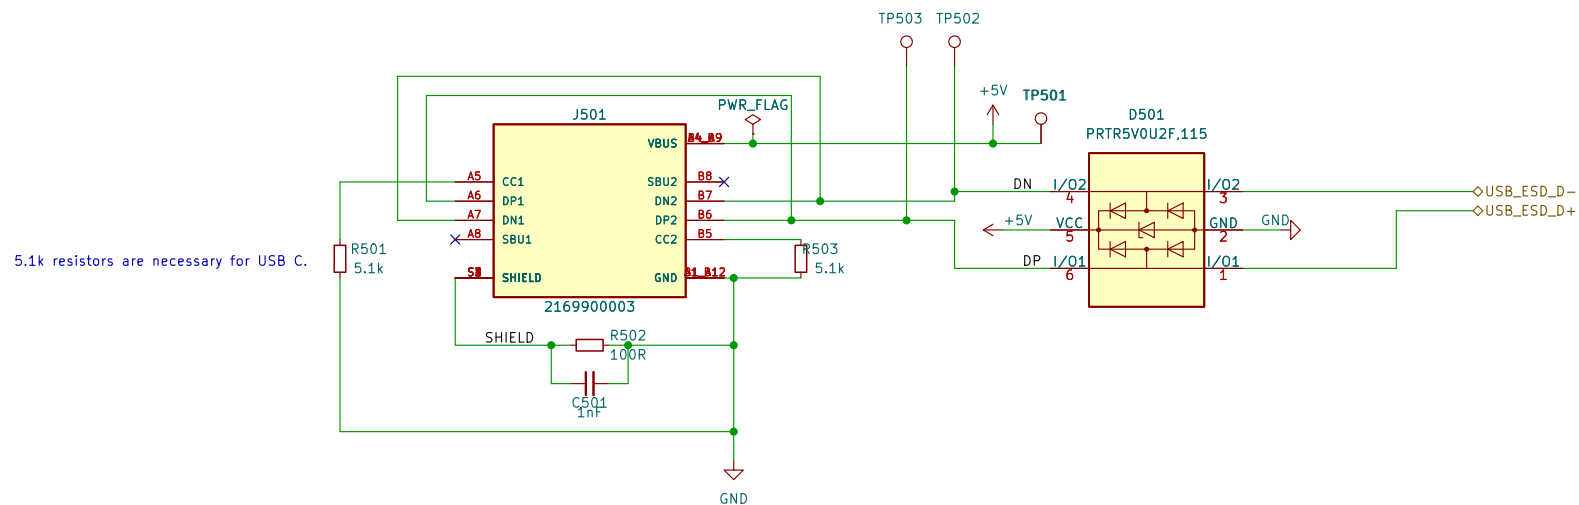 TP503 TP502
+5V TP501
PWR_FLAG
J501
D501
PRTR5V0U2F,115
VBUS
A5 CC1 SBU2 B8
A6 DP1 DN2 B7
A7 DN1 DP2 B6
A8 SBU1 CC2 B5
SHIELD GND
2169900003
DN I/O2 I/O2 USB_ESD_D-
4 3
USB_ESD_D+
+5V VCC GND GND
5 2
DP I/O1 I/O1
6 1
R501
5.1k
R503
5.1k
5.1k resistors are necessary for USB C.
SHIELD R502
100R
C501
1nF
GND